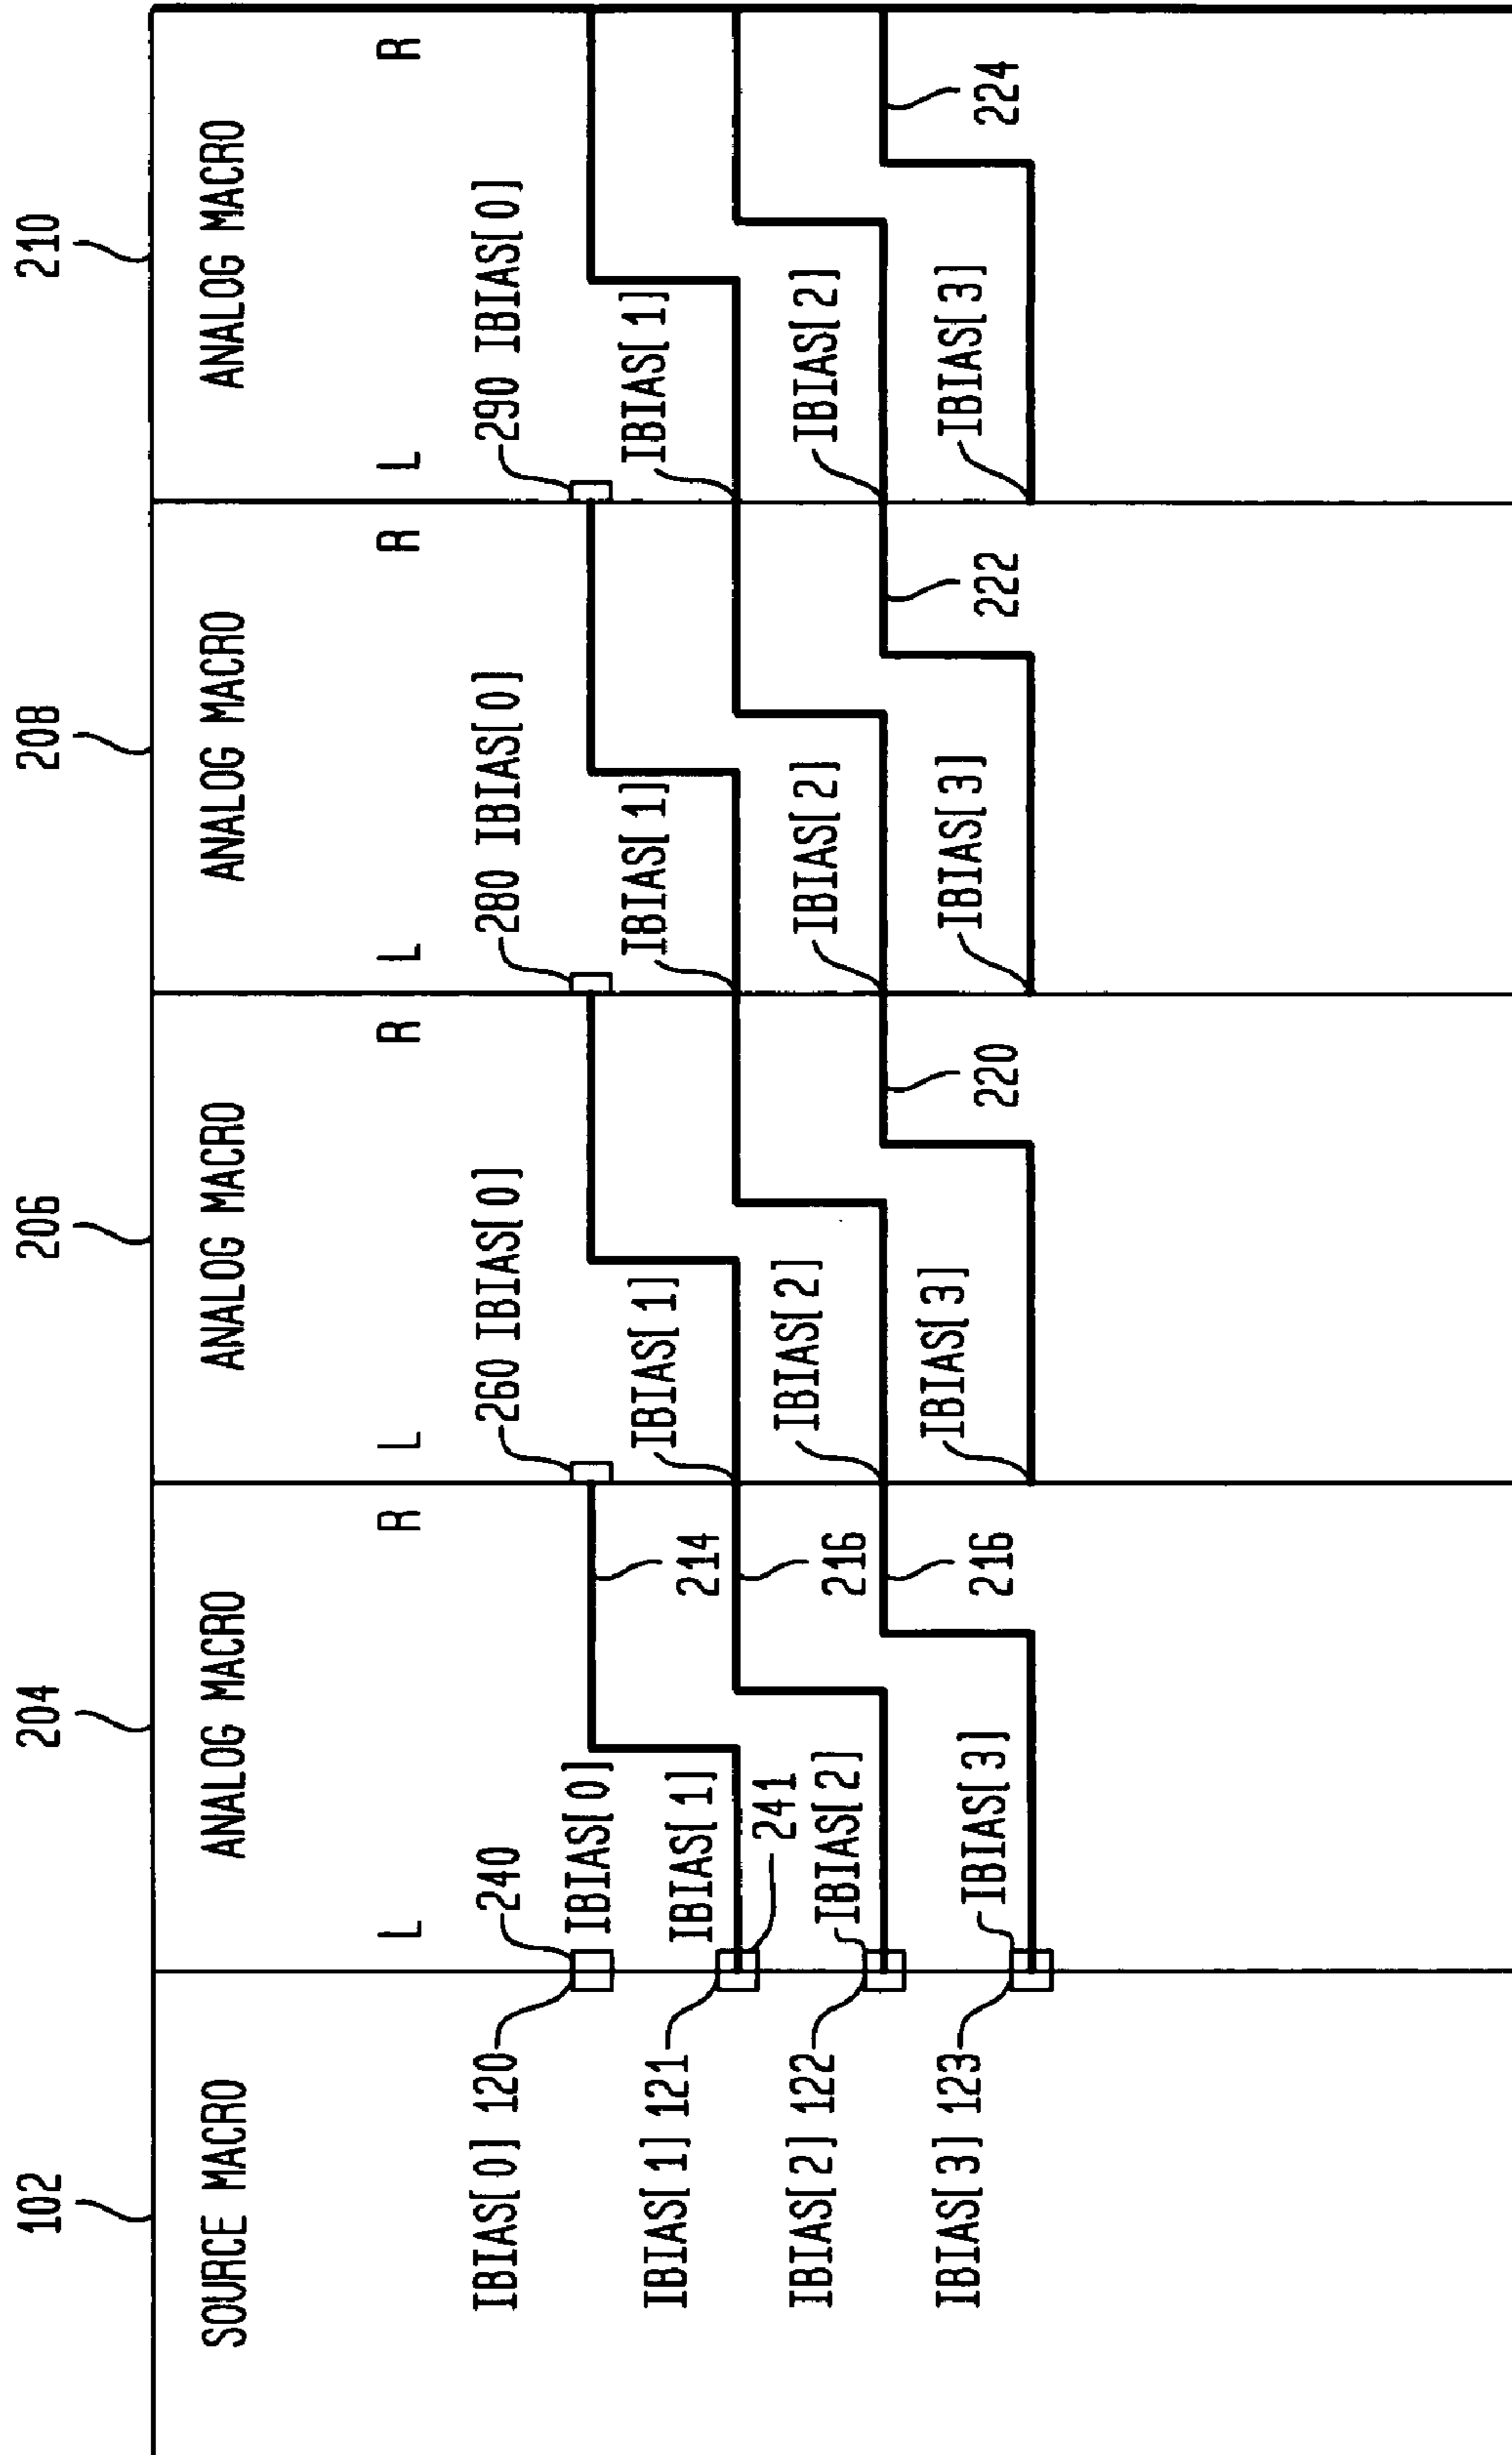 102
204
206
208
210
SOURCE MACRO
ANALOG MACRO
ANALOG MACRO
ANALOG MACRO
ANALOG MACRO
L
R
L
R
L
R
L
R
IBIAS[0] 120
240
IBIAS[0]
260 IBIAS[0]
280 IBIAS[0]
290 IBIAS[0]
IBIAS[1] 121
IBIAS[1]
241
214
IBIAS[1]
IBIAS[1]
IBIAS[1]
IBIAS[2] 122
IBIAS[2]
216
IBIAS[2]
IBIAS[2]
IBIAS[2]
IBIAS[3] 123
IBIAS[3]
216
IBIAS[3]
220
IBIAS[3]
222
IBIAS[3]
224